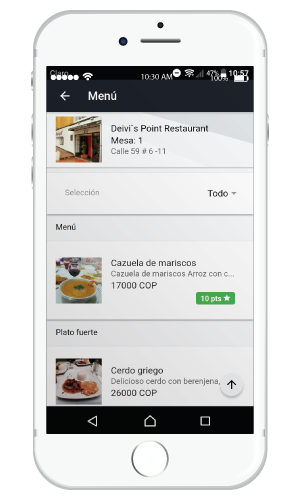 Claro
10:30 AM 47% 10:57
100%
Menú
Deivi´s Point Restaurant
Mesa: 1
Calle 59 # 6 -11
Selección Todo
Menú
Cazuela de mariscos
Cazuela de mariscos Arroz con c...
17000 COP
10 pts
Plato fuerte
Cerdo griego
Delicioso cerdo con berenjena,
26000 COP